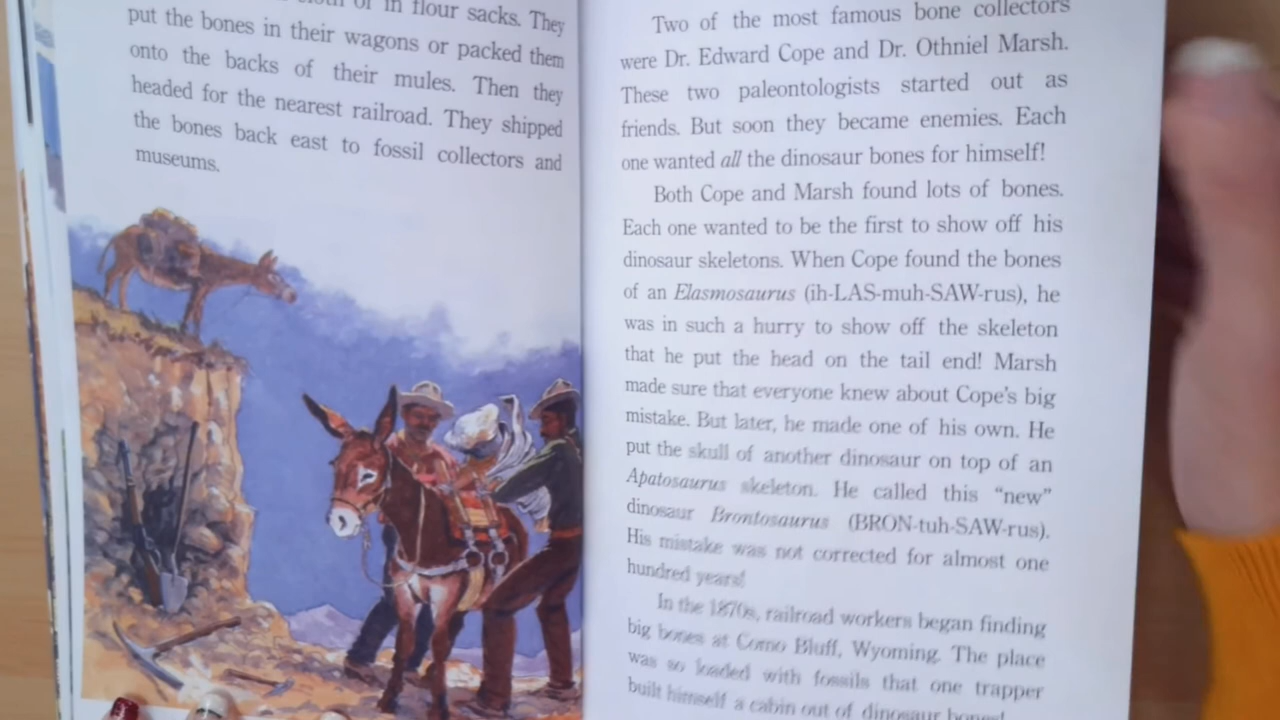 cloth or in flour sacks. They
put the bones in their wagons or packed them
onto the backs of their mules. Then they
headed for the nearest railroad. They shipped
the bones back east to fossil collectors and
museums.
Two of the most famous bone collectors
were Dr. Edward Cope and Dr. Othniel Marsh.
These two paleontologists started out as
friends. But soon they became enemies. Each
one wanted all the dinosaur bones for himself!
Both Cope and Marsh found lots of bones.
Each one wanted to be the first to show off his
dinosaur skeletons. When Cope found the bones
of an Elasmosaurus (ih-LAS-muh-SAW-rus), he
was in such a hurry to show off the skeleton
that he put the head on the tail end! Marsh
made sure that everyone knew about Cope's big
mistake. But later, he made one of his own. He
put the skull of another dinosaur on top of an
Apatosaurus skeleton. He called this "new"
dinosaur Brontosaurus (BRON-tuh-SAW-rus).
His mistake was not corrected for almost one
hundred years!
In the 1870s, railroad workers began finding
big bones at Como Bluff, Wyoming. The place
was so loaded with fossils that one trapper
built himself a cabin out of dinosaur bones!